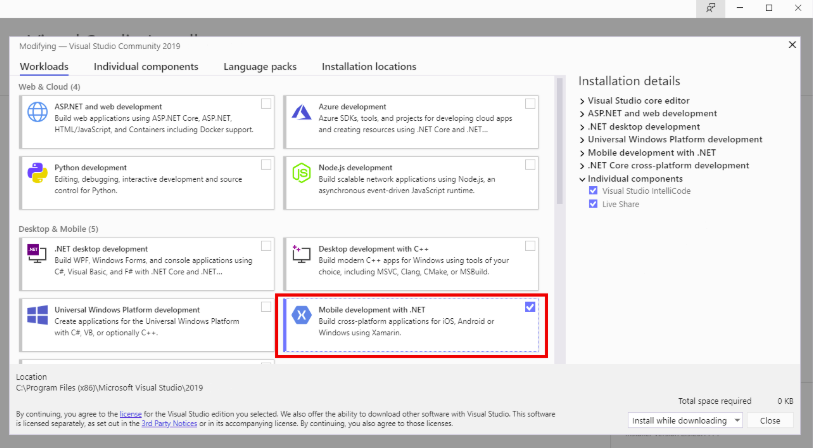 Modifying — Visual Studio Community 2019
Workloads
Individual components
Language packs
Installation locations
Web & Cloud (4)
ASP.NET and web development
Build web applications using ASP.NET Core, ASP.NET,
HTML/JavaScript, and Containers including Docker support.
Azure development
Azure SDKs, tools, and projects for developing cloud apps
and creating resources using .NET Core and .NET...
Python development
Editing, debugging, interactive development and source
control for Python.
Node.js development
Build scalable network applications using Node.js, an
asynchronous event-driven JavaScript runtime.
Desktop & Mobile (5)
.NET desktop development
Build WPF, Windows Forms, and console applications using
C#, Visual Basic, and F# with .NET Core and .NET...
Desktop development with C++
Build modern C++ apps for Windows using tools of your
choice, including MSVC, Clang, CMake, or MSBuild.
Universal Windows Platform development
Create applications for the Universal Windows Platform
with C#, VB, or optionally C++.
Mobile development with .NET
Build cross-platform applications for iOS, Android or
Windows using Xamarin.
Installation details
Visual Studio core editor
ASP.NET and web development
.NET desktop development
Universal Windows Platform development
Mobile development with .NET
.NET Core cross-platform development
Individual components
Visual Studio IntelliCode
Live Share
Location
C:\Program Files (x86)\Microsoft Visual Studio\2019
Total space required 0 KB
By continuing, you agree to the license for the Visual Studio edition you selected. We also offer the ability to download other software with Visual Studio. This software
is licensed separately, as set out in the 3rd Party Notices or in its accompanying license. By continuing, you also agree to those licenses.
Install while downloading
Close